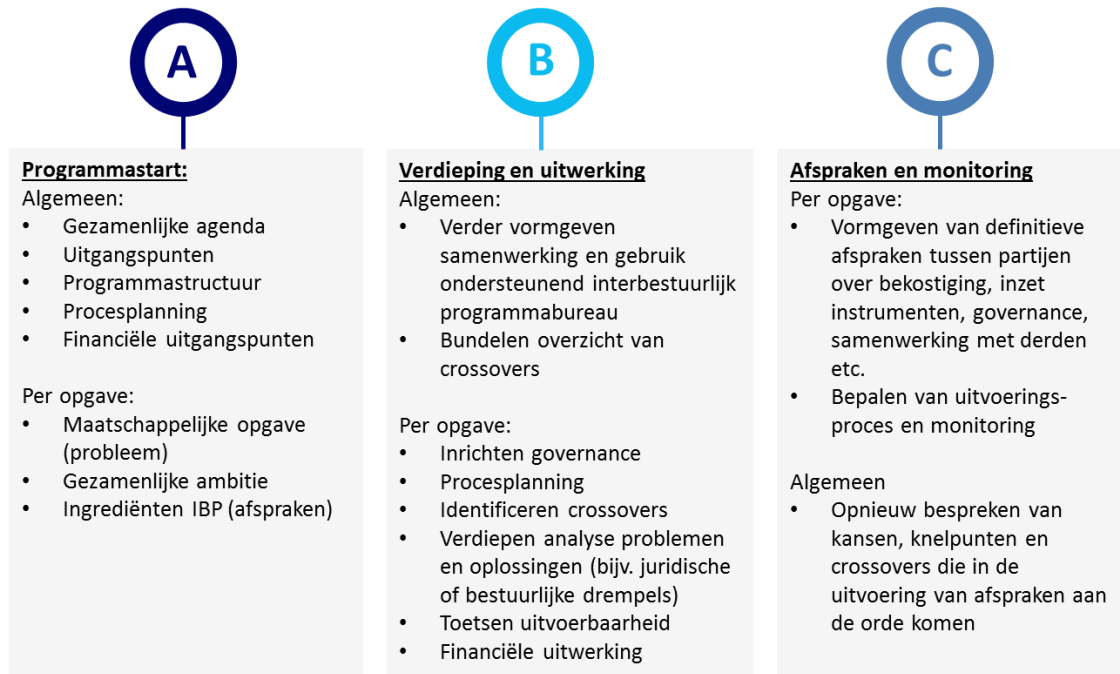 A
Programmastart:
Algemeen:
• Gezamenlijke agenda
• Uitgangspunten
• Programmastructuur
• Procesplanning
• Financiële uitgangspunten
Per opgave:
• Maatschappelijke opgave
(probleem)
• Gezamenlijke ambitie
• Ingrediënten IBP (afspraken)
B
Verdieping en uitwerking
Algemeen:
• Verder vormgeven
samenwerking en gebruik
ondersteunend interbestuurlijk
programmabureau
• Bundelen overzicht van
crossovers
Per opgave:
• Inrichten governance
• Procesplanning
• Identificeren crossovers
• Verdiepen analyse problemen
en oplossingen (bijv. juridische
of bestuurlijke drempels)
• Toetsen uitvoerbaarheid
• Financiële uitwerking
C
Afspraken en monitoring
Per opgave:
• Vormgeven van definitieve
afspraken tussen partijen
over bekostiging, inzet
instrumenten, governance,
samenwerking met derden
etc.
• Bepalen van uitvoerings-
proces en monitoring
Algemeen
• Opnieuw bespreken van
kansen, knelpunten en
crossovers die in de
uitvoering van afspraken aan
de orde komen